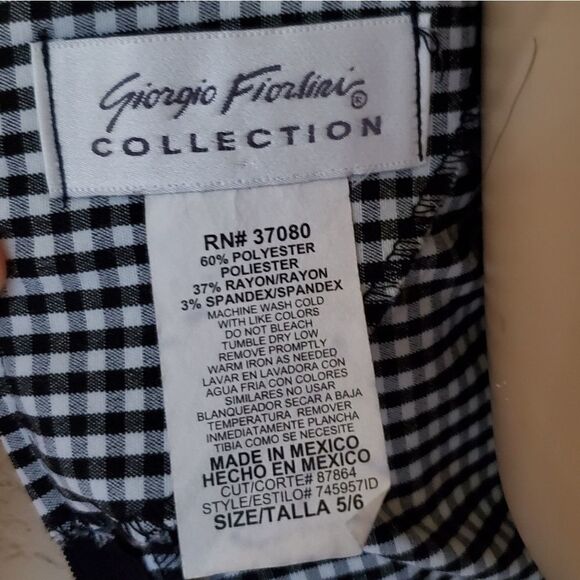 Giorgio Fiorlini®
COLLECTION
RN# 37080
60% POLYESTER
POLIESTER
37% RAYON/RAYON
3% SPANDEX/SPANDEX
MACHINE WASH COLD
WITH LIKE COLORS
DO NOT BLEACH
TUMBLE DRY LOW
REMOVE PROMPTLY
WARM IRON AS NEEDED
LAVAR EN LAVADORA CON
AGUA FRIA CON COLORES
SIMILARES NO USAR
BLANQUEADOR SECAR A BAJA
TEMPERATURA REMOVER
INMEDIATAMENTE PLANCHA
TIBIA COMO SE NECESITE
MADE IN MEXICO
HECHO EN MEXICO
CUT/CORTE# 87864
STYLE/ESTILO# 745957ID
SIZE/TALLA 5/6